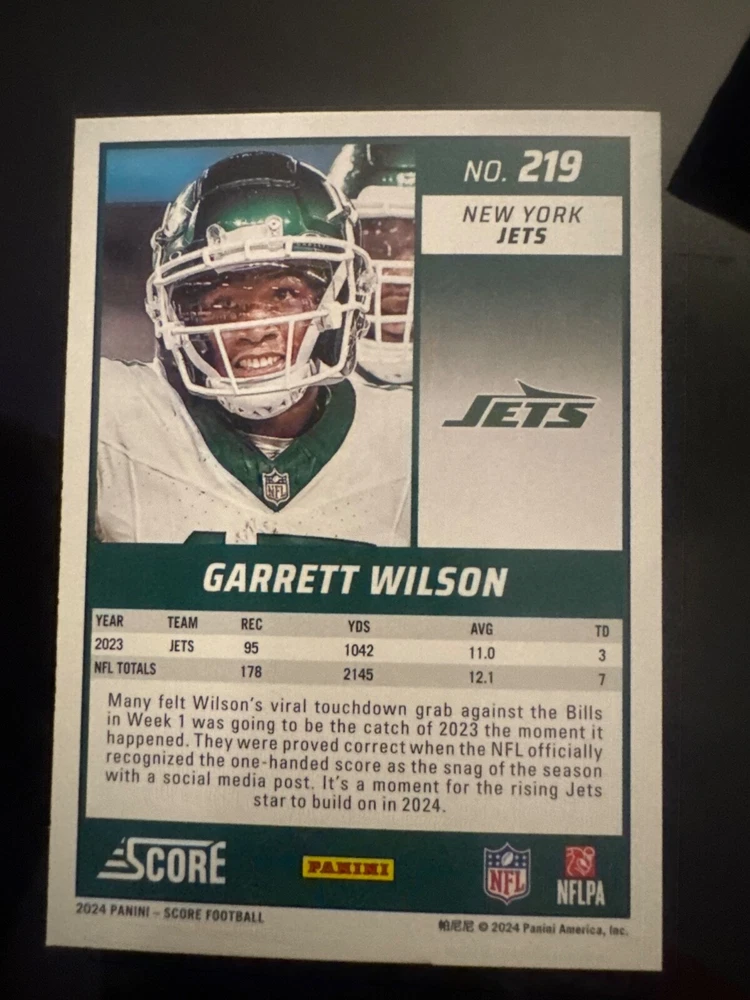 NO. 219
NEW YORK
JETS
JETS
NFL
GARRETT WILSON
YEAR TEAM REC YDS AVG TD
2023 JETS 95 1042 11.0 3
NFL TOTALS 178 2145 12.1 7
Many felt Wilson's viral touchdown grab against the Bills
in Week 1 was going to be the catch of 2023 the moment it
happened. They were proved correct when the NFL officially
recognized the one-handed score as the snag of the season
with a social media post. It's a moment for the rising Jets
star to build on in 2024.
SCORE
PANINI
NFL
NFLPA
2024 PANINI – SCORE FOOTBALL
帕尼尼 © 2024 Panini America, Inc.